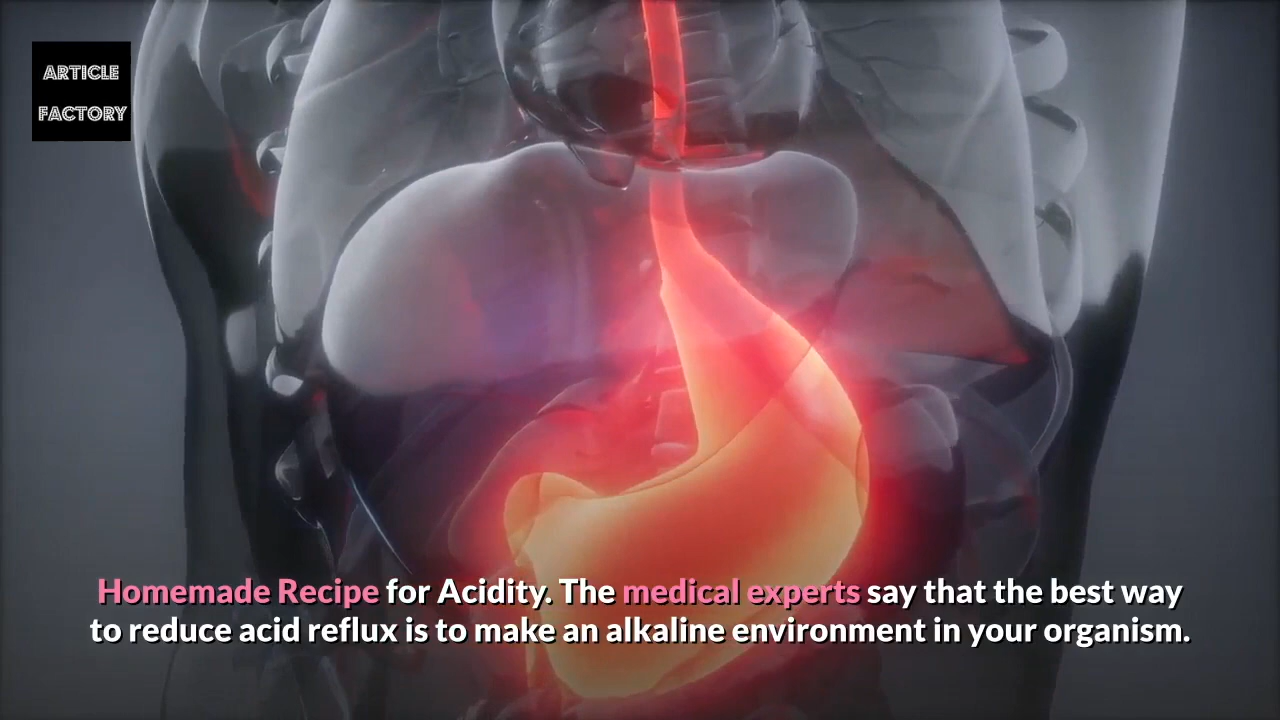 ARTICLE
FACTORY
Homemade Recipe for Acidity. The medical experts say that the best way
to reduce acid reflux is to make an alkaline environment in your organism.